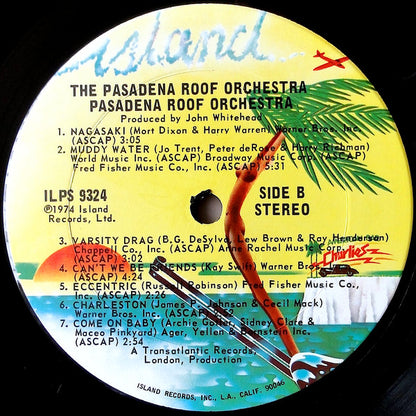 island
THE PASADENA ROOF ORCHESTRA
PASADENA ROOF ORCHESTRA
Produced by John Whitehead
1. NAGASAKI (Mort Dixon & Harry Warren) Warner Bros. Inc.
(ASCAP) 3:05
2. MUDDY WATER (Jo Trent, Peter deRose & Harry Richman)
World Music Inc. (ASCAP) Broadway Music Corp. (ASCAP)
Fred Fisher Music Co., Inc. (ASCAP) 5:31
ILPS 9324
℗1974 Island
Records, Ltd.
SIDE B
STEREO
3. VARSITY DRAG (B.G. DeSylva, Lew Brown & Ray Henderson)
Chappell Co., Inc. (ASCAP) Anne Rachel Music Corp.
(ASCAP) 3:02
4. CAN'T WE BE FRIENDS (Kay Swift) Warner Bros.
Inc. (ASCAP) 4:24
5. ECCENTRIC (Russell Robinson) Fred Fisher Music Co.,
Inc. (ASCAP) 2:26
6. CHARLESTON (James P. Johnson & Cecil Mack)
Warner Bros. Inc. (ASCAP) 2:52
7. COME ON BABY (Archie Gottler, Sidney Clare &
Maceo Pinkyard) Ager, Yellen & Bornstein Inc.
(ASCAP) 2:54
Charlies
A Transatlantic Records,
London, Production
ISLAND RECORDS, INC., L.A., CALIF. 90046